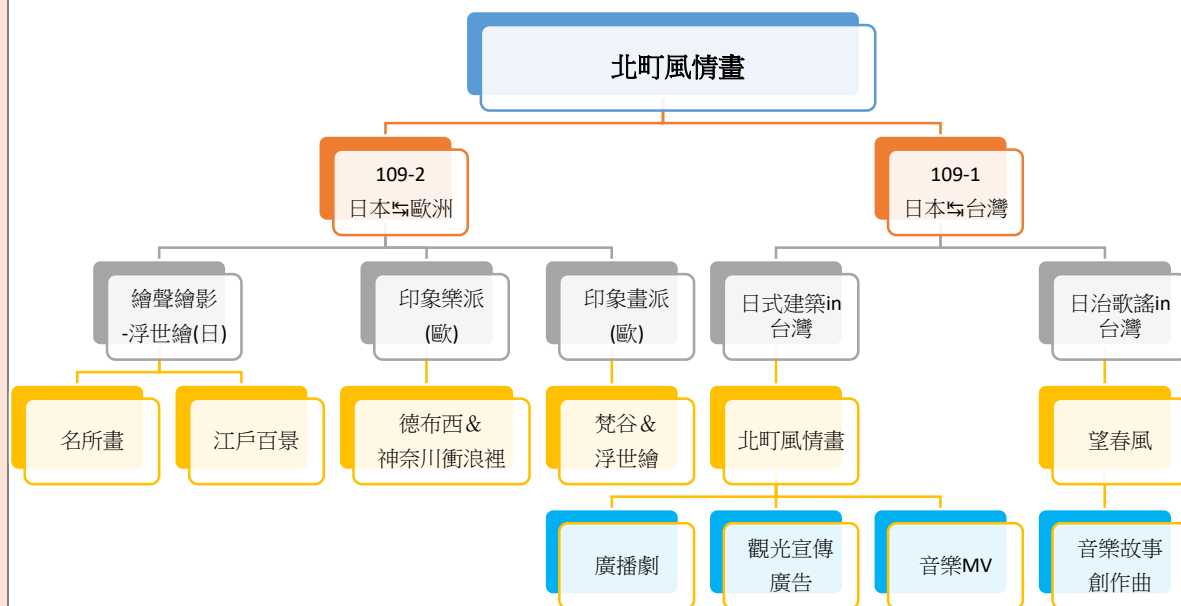 北町風情畫
109-2
日本⇆歐洲
109-1
日本⇆台灣
繪聲繪影
-浮世繪(日)
印象樂派
(歐)
印象畫派
(歐)
日式建築in
台灣
日治歌謠in
台灣
名所畫
江戶百景
德布西＆
神奈川衝浪裡
梵谷＆
浮世繪
北町風情畫
望春風
廣播劇
觀光宣傳
廣告
音樂MV
音樂故事
創作曲